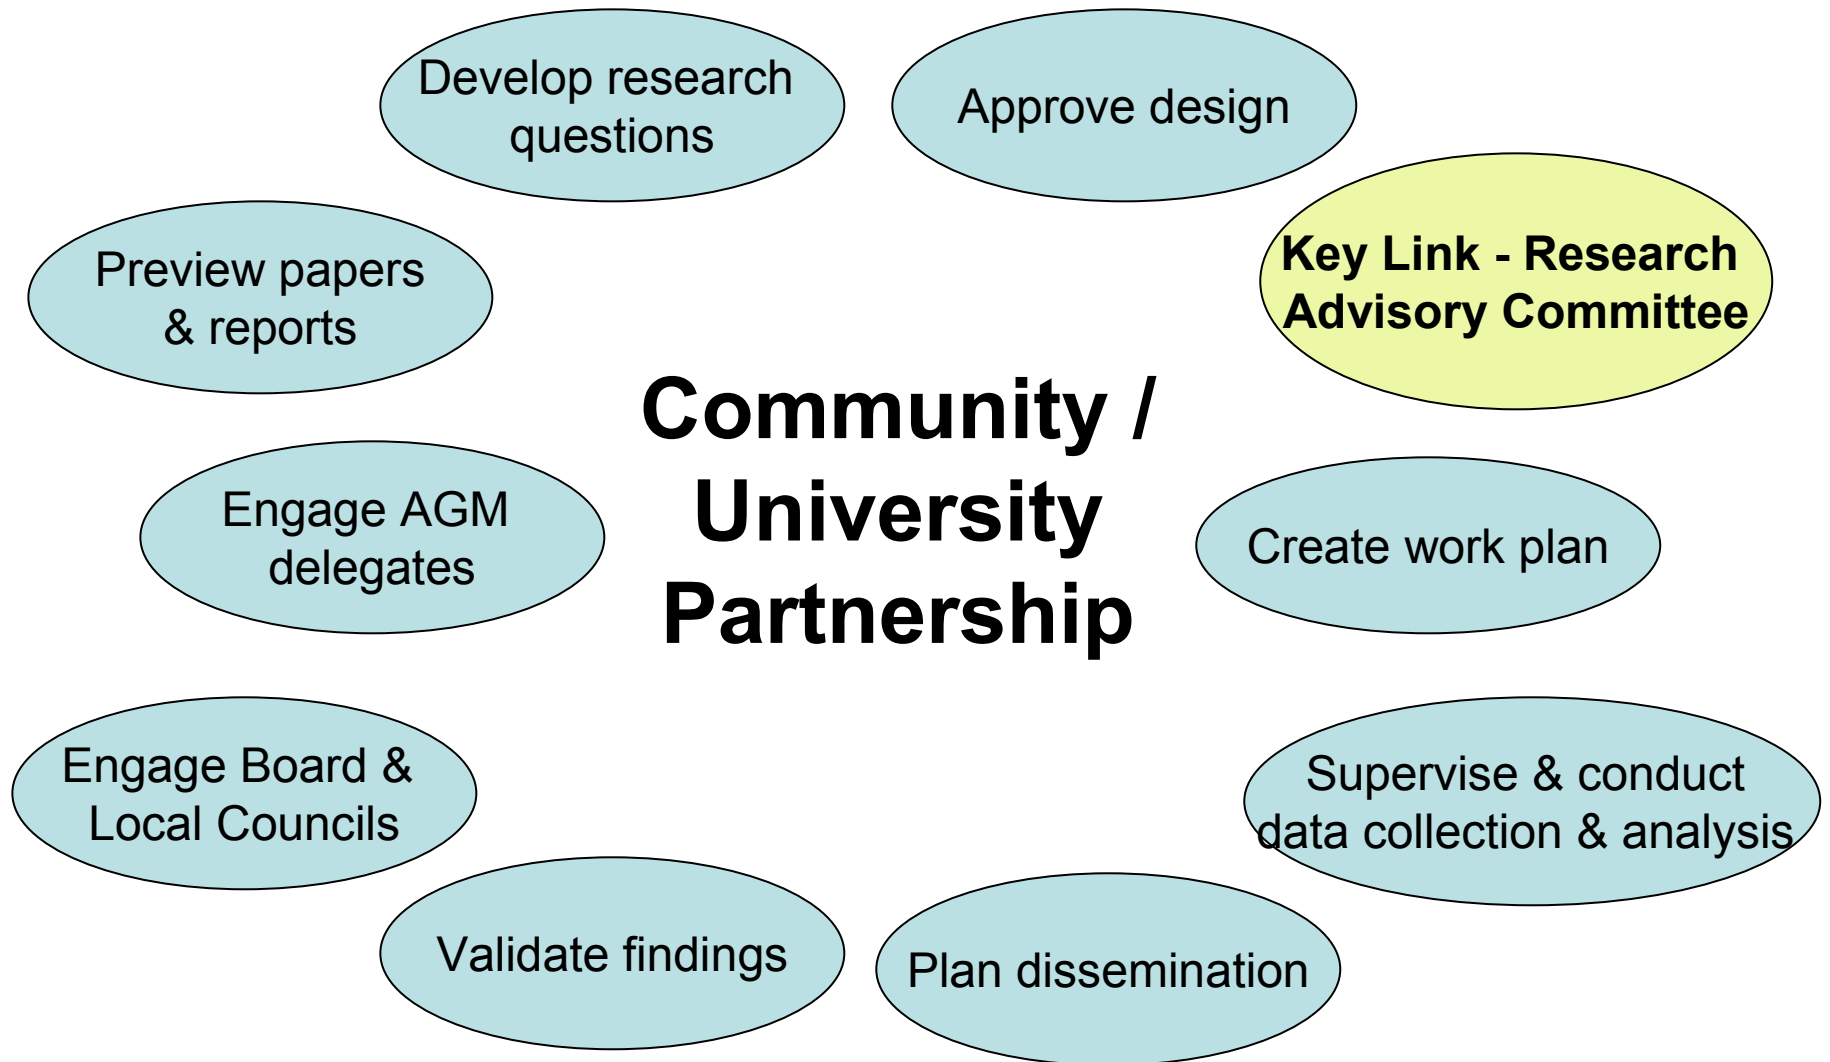 Develop research
questions
Approve design
Key Link - Research
Advisory Committee
Preview papers
& reports
Community /
University
Partnership
Engage AGM
delegates
Create work plan
Engage Board &
Local Councils
Supervise & conduct
data collection & analysis
Validate findings
Plan dissemination